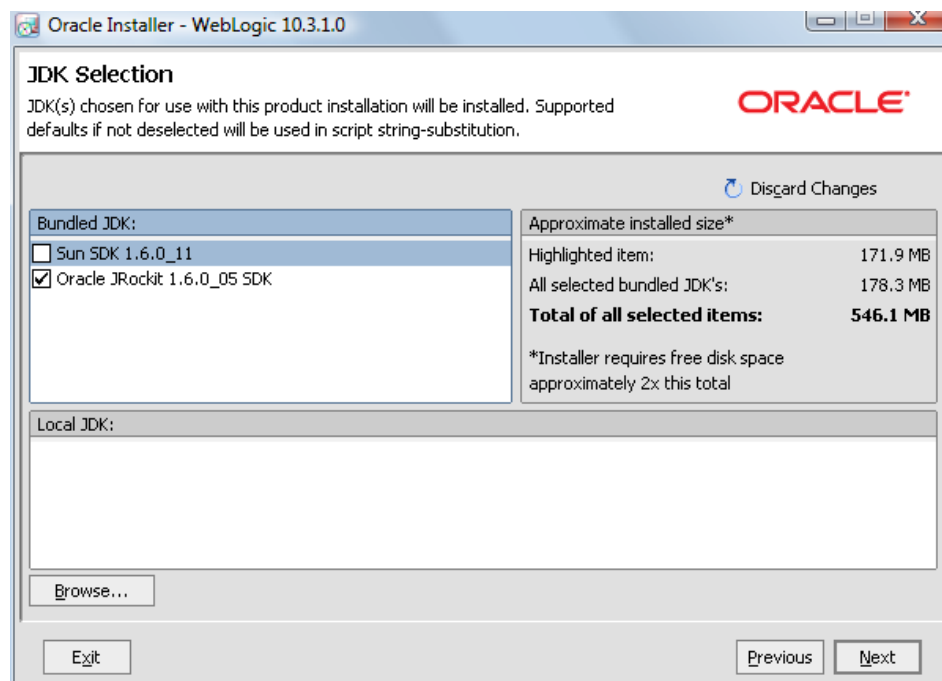 Oracle Installer - WebLogic 10.3.1.0
JDK Selection
JDK(s) chosen for use with this product installation will be installed. Supported
defaults if not deselected will be used in script string-substitution.
ORACLE
Discard Changes
Bundled JDK:
Sun SDK 1.6.0_11
Oracle JRockit 1.6.0_05 SDK
Approximate installed size*
Highlighted item: 171.9 MB
All selected bundled JDK's: 178.3 MB
Total of all selected items: 546.1 MB
*Installer requires free disk space
approximately 2x this total
Local JDK:
Browse...
Exit
Previous
Next